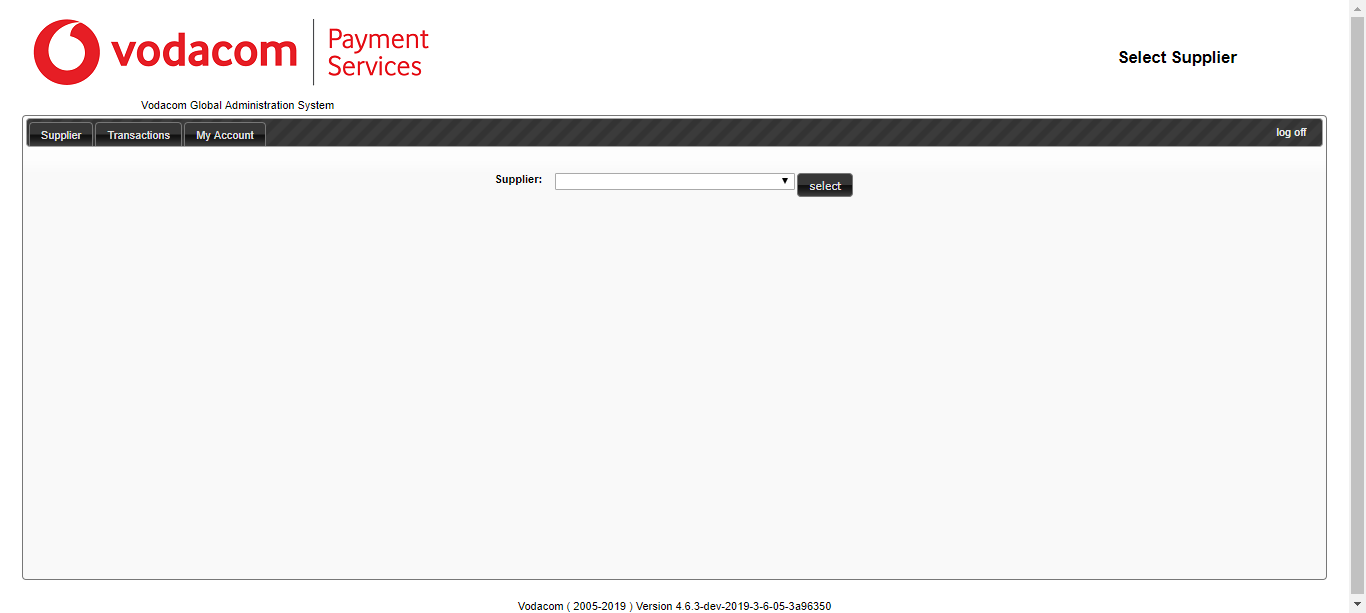 vodacom
Payment
Services
Select Supplier
Vodacom Global Administration System
Supplier Transactions My Account log off
Supplier: select
Vodacom ( 2005-2019 ) Version 4.6.3-dev-2019-3-6-05-3a96350